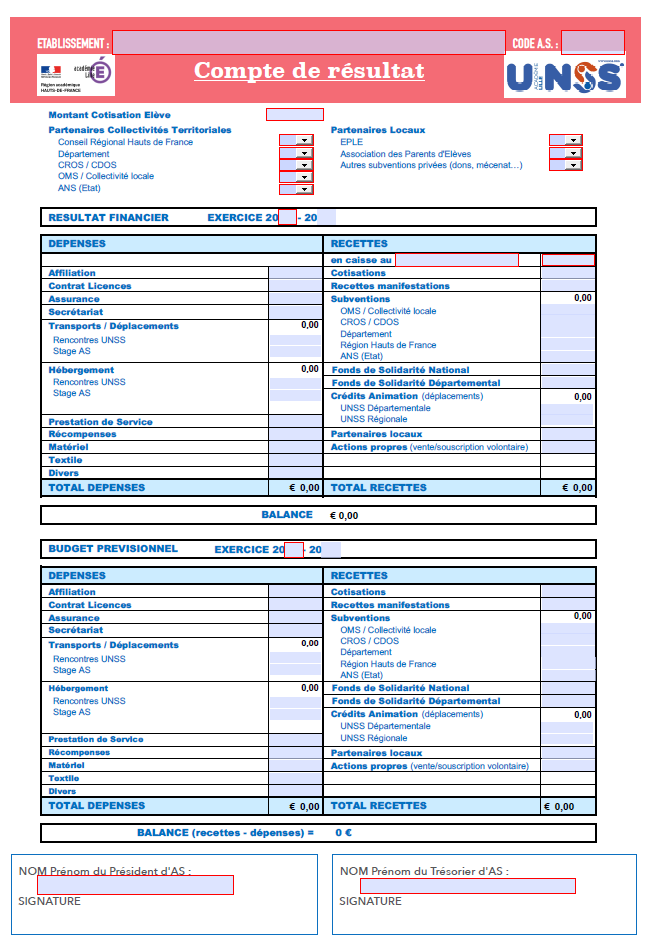 ETABLISSEMENT : CODE A.S. :
Compte de résultat
académie Lille
Région académique
HAUTS-DE-FRANCE
UNSS
ACADÉMIE LILLE
Montant Cotisation Elève
Partenaires Collectivités Territoriales
Conseil Régional Hauts de France
Département
CROS / CDOS
OMS / Collectivité locale
ANS (Etat)
Partenaires Locaux
EPLE
Association des Parents d'Elèves
Autres subventions privées (dons, mécenat...)
RESULTAT FINANCIER EXERCICE 20 - 20
DEPENSES
Affiliation
Contrat Licences
Assurance
Secrétariat
Transports / Déplacements 0,00
Rencontres UNSS
Stage AS
Hébergement 0,00
Rencontres UNSS
Stage AS
Prestation de Service
Récompenses
Matériel
Textile
Divers
TOTAL DEPENSES € 0,00
RECETTES
en caisse au
Cotisations
Recettes manifestations
Subventions 0,00
OMS / Collectivité locale
CROS / CDOS
Département
Région Hauts de France
ANS (Etat)
Fonds de Solidarité National
Fonds de Solidarité Départemental
Crédits Animation (déplacements) 0,00
UNSS Départementale
UNSS Régionale
Partenaires locaux
Actions propres (vente/souscription volontaire)
TOTAL RECETTES € 0,00
BALANCE € 0,00
BUDGET PREVISIONNEL EXERCICE 20 - 20
DEPENSES
Affiliation
Contrat Licences
Assurance
Secrétariat
Transports / Déplacements 0,00
Rencontres UNSS
Stage AS
Hébergement 0,00
Rencontres UNSS
Stage AS
Prestation de Service
Récompenses
Matériel
Textile
Divers
TOTAL DEPENSES € 0,00
RECETTES
Cotisations
Recettes manifestations
Subventions 0,00
OMS / Collectivité locale
CROS / CDOS
Département
Région Hauts de France
ANS (Etat)
Fonds de Solidarité National
Fonds de Solidarité Départemental
Crédits Animation (déplacements) 0,00
UNSS Départementale
UNSS Régionale
Partenaires locaux
Actions propres (vente/souscription volontaire)
TOTAL RECETTES € 0,00
BALANCE (recettes - dépenses) = 0 €
NOM Prénom du Président d'AS :
SIGNATURE
NOM Prénom du Trésorier d'AS :
SIGNATURE